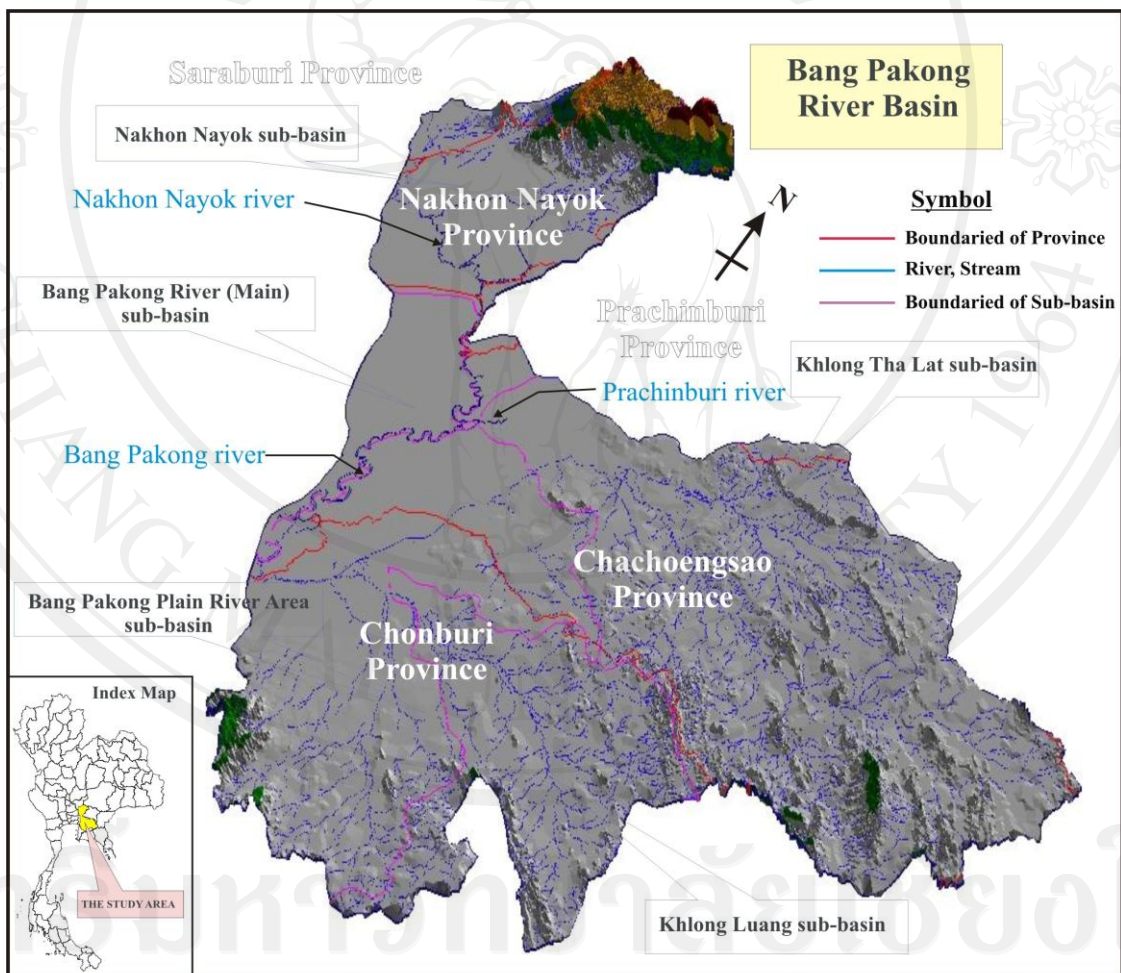 Saraburi Province
Bang Pakong
River Basin
Nakhon Nayok sub-basin
Nakhon Nayok river
Nakhon Nayok
Province
N
Symbol
Boundaried of Province
River, Stream
Boundaried of Sub-basin
Bang Pakong River (Main)
sub-basin
Prachinburi
Province
Khlong Tha Lat sub-basin
Prachinburi river
Bang Pakong river
Chachoengsao
Province
Bang Pakong Plain River Area
sub-basin
Chonburi
Province
Index Map
THE STUDY AREA
Khlong Luang sub-basin
1964